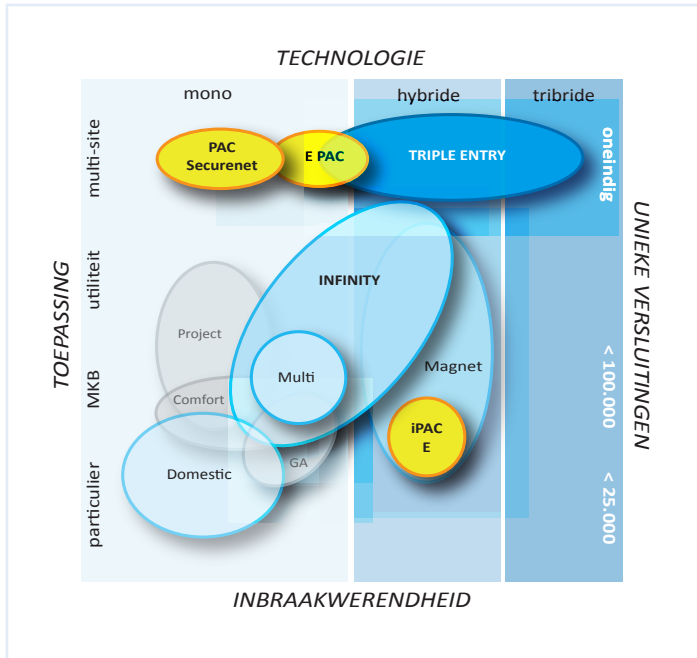 TECHNOLOGIE
mono
hybride
tribride
multi-site
PAC
Securenet
E PAC
TRIPLE ENTRY
oneindig
utiliteit
INFINITY
UNIEKE VERSLUITINGEN
TOEPASSING
Project
Magnet
< 100.000
MKB
Multi
Comfort
iPAC
E
GA
Domestic
particulier
< 25.000
INBRAAKWERENDHEID